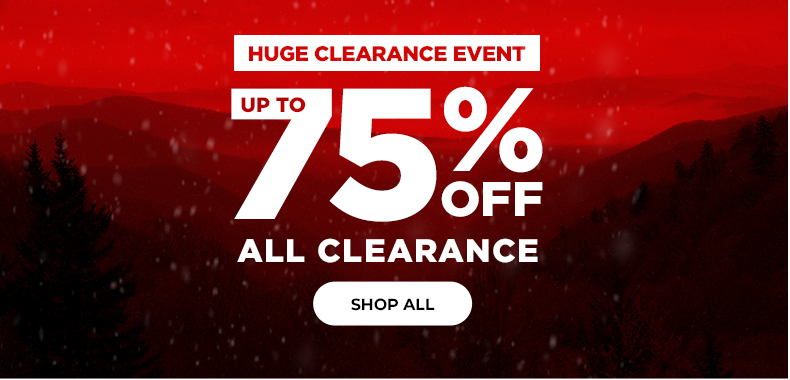 HUGE CLEARANCE EVENT
UP TO
75% OFF
ALL CLEARANCE
SHOP ALL